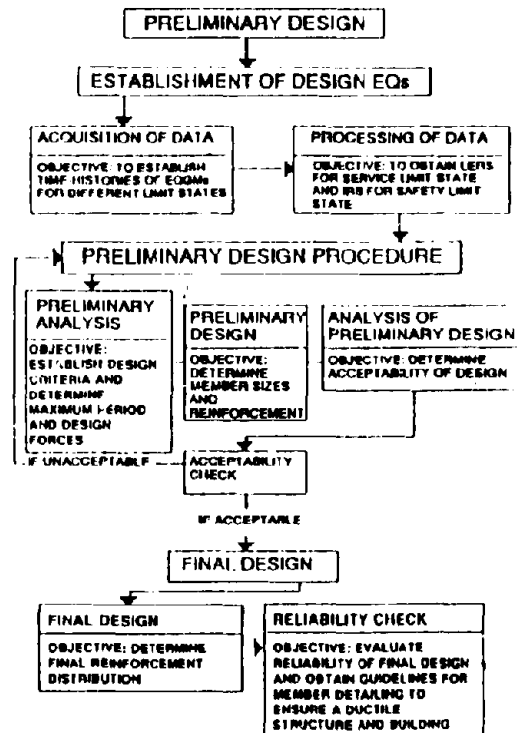 PRELIMINARY DESIGN
ESTABLISHMENT OF DESIGN EQs
ACQUISITION OF DATA
OBJECTIVE: TO ESTABLISH
TIME HISTORIES OF EQGMs
FOR DIFFERENT LIMIT STATES
PROCESSING OF DATA
OBJECTIVE: TO OBTAIN LERS
FOR SERVICE LIMIT STATE
AND IRS FOR SAFETY LIMIT
STATE
PRELIMINARY DESIGN PROCEDURE
PRELIMINARY
ANALYSIS
OBJECTIVE:
ESTABLISH DESIGN
CRITERIA AND
DETERMINE
MAXIMUM PERIOD
AND DESIGN
FORCES
PRELIMINARY
DESIGN
OBJECTIVE:
DETERMINE
MEMBER SIZES
AND
REINFORCEMENT
ANALYSIS OF
PRELIMINARY DESIGN
OBJECTIVE: DETERMINE
ACCEPTABILITY OF DESIGN
IF UNACCEPTABLE
ACCEPTABILITY
CHECK
IF ACCEPTABLE
FINAL DESIGN
FINAL DESIGN
OBJECTIVE: DETERMINE
FINAL REINFORCEMENT
DISTRIBUTION
RELIABILITY CHECK
OBJECTIVE: EVALUATE
RELIABILITY OF FINAL DESIGN
AND OBTAIN GUIDELINES FOR
MEMBER DETAILING TO
ENSURE A DUCTILE
STRUCTURE AND BUILDING